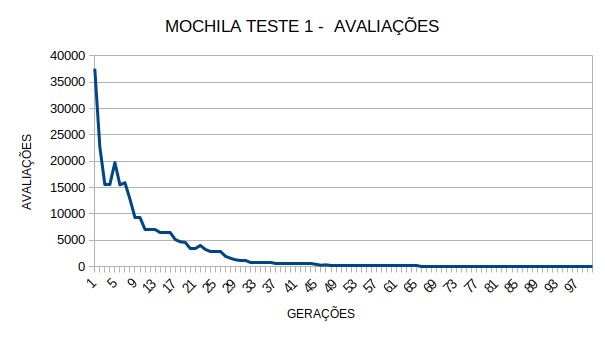 MOCHILA TESTE 1 - AVALIAÇÕES
40000
35000
30000
25000
20000
15000
10000
5000
0
AVALIAÇÕES
1 5 9 13 17 21 25 29 33 37 41 45 49 53 57 61 65 69 73 77 81 85 89 93 97
GERAÇÕES